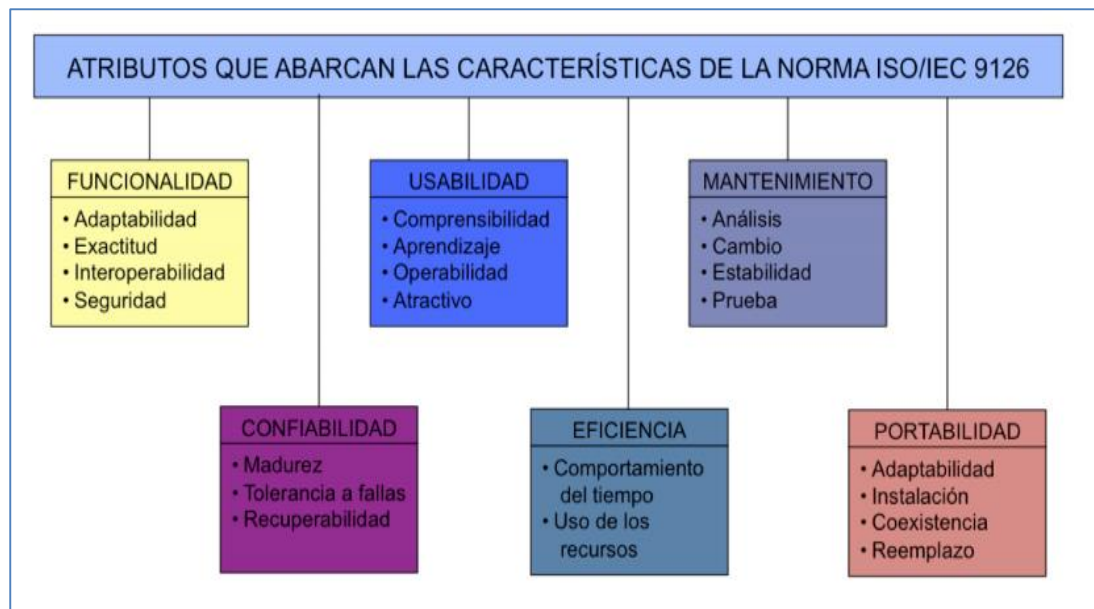 ATRIBUTOS QUE ABARCAN LAS CARACTERÍSTICAS DE LA NORMA ISO/IEC 9126
FUNCIONALIDAD
• Adaptabilidad
• Exactitud
• Interoperabilidad
• Seguridad
USABILIDAD
• Comprensibilidad
• Aprendizaje
• Operabilidad
• Atractivo
MANTENIMIENTO
• Análisis
• Cambio
• Estabilidad
• Prueba
CONFIABILIDAD
• Madurez
• Tolerancia a fallas
• Recuperabilidad
EFICIENCIA
• Comportamiento
del tiempo
• Uso de los
recursos
PORTABILIDAD
• Adaptabilidad
• Instalación
• Coexistencia
• Reemplazo